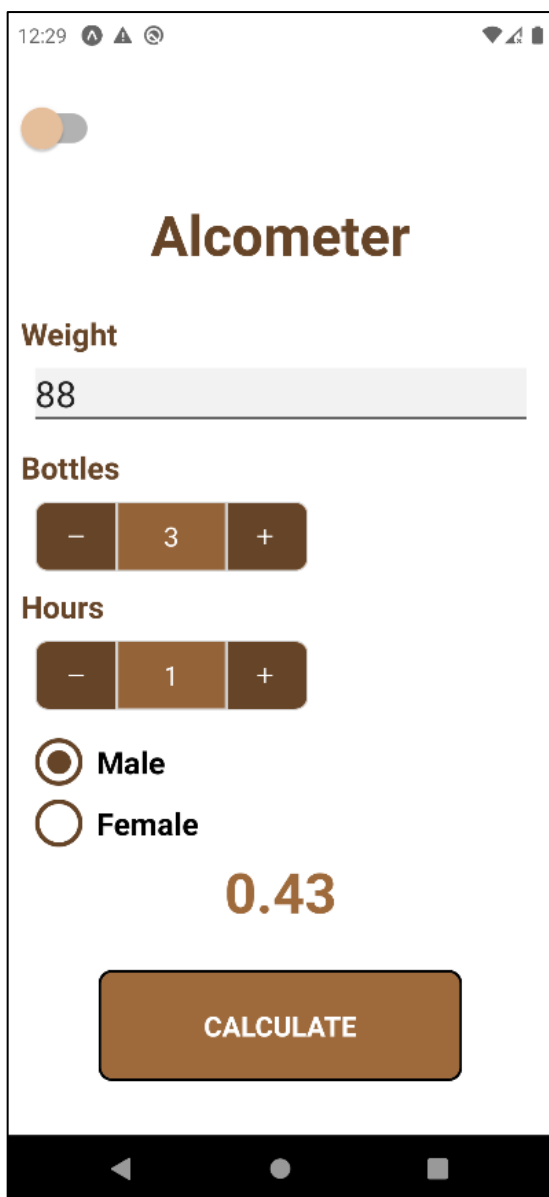 12:29
Alcometer
Weight
88
Bottles
– 3 +
Hours
– 1 +
Male
Female
0.43
CALCULATE